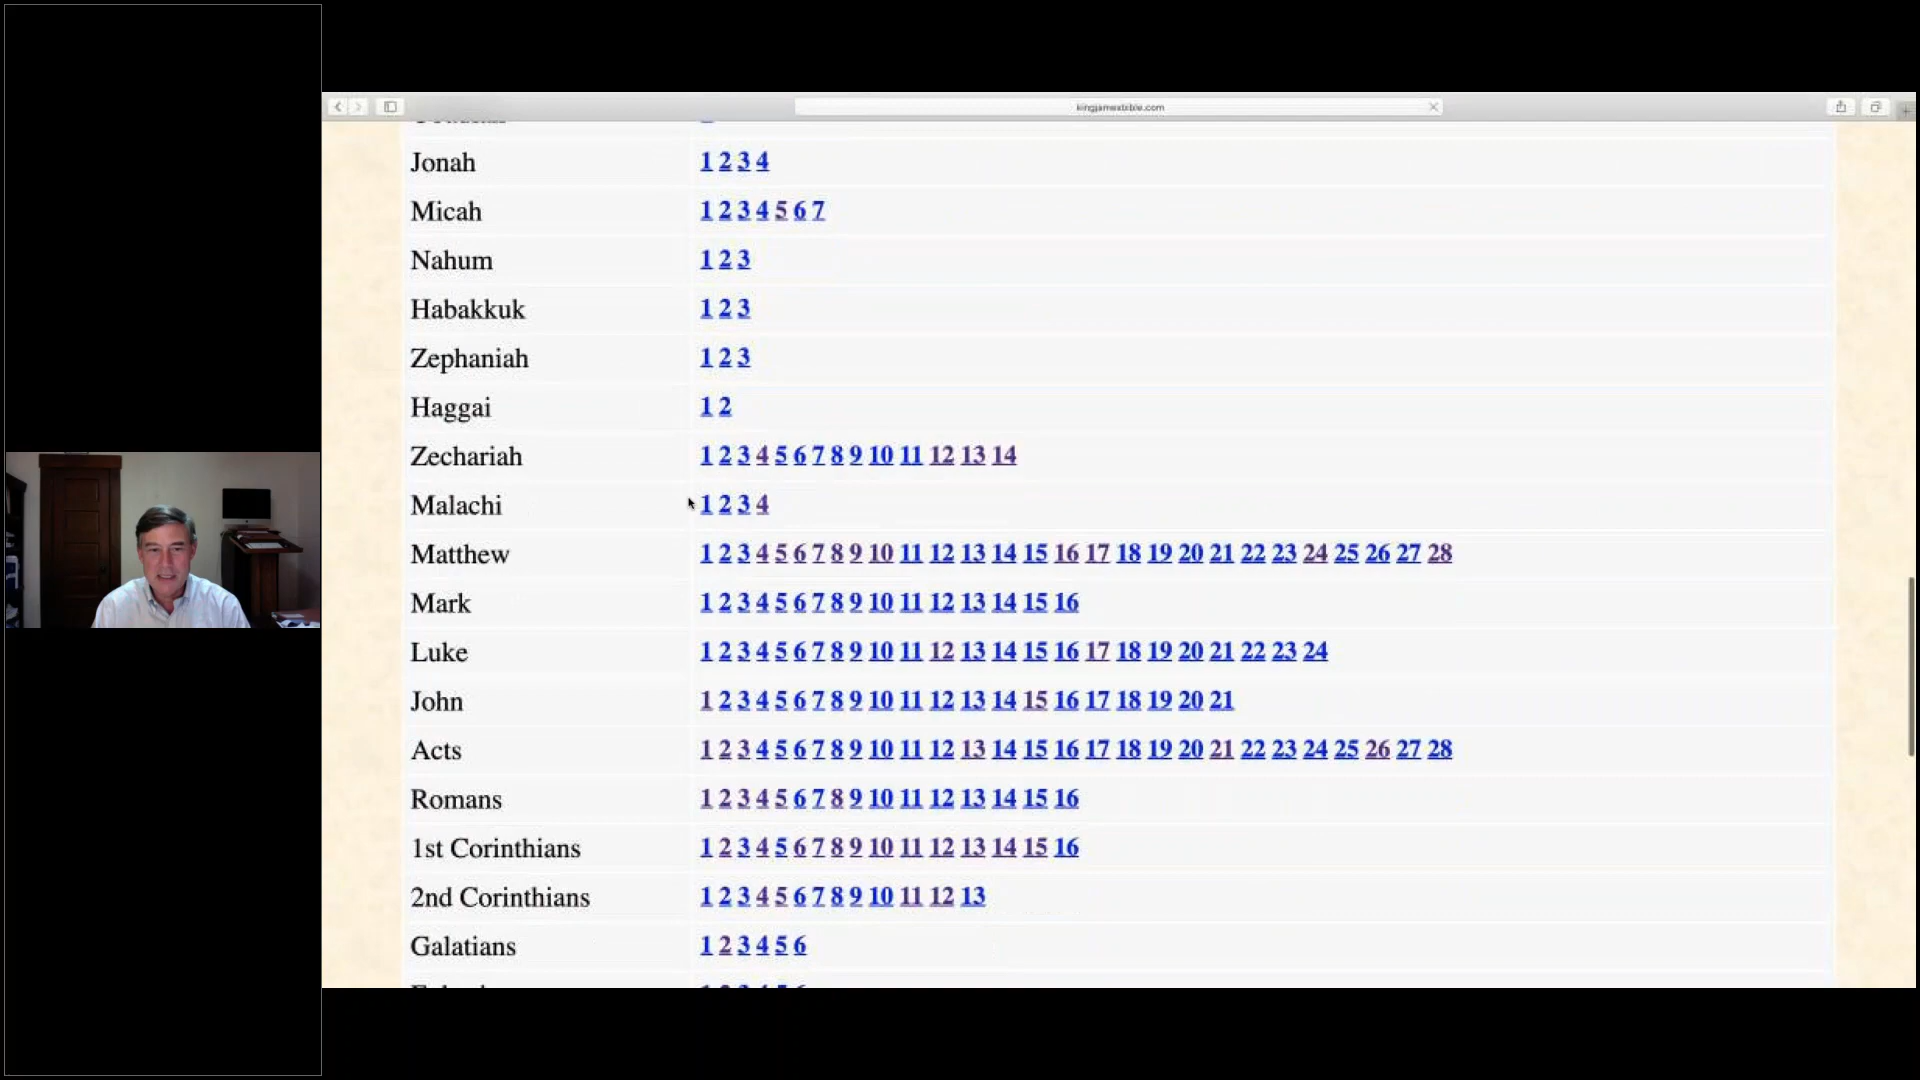 kingjamextbible.com
Jonah 1 2 3 4
Micah 1 2 3 4 5 6 7
Nahum 1 2 3
Habakkuk 1 2 3
Zephaniah 1 2 3
Haggai 1 2
Zechariah 1 2 3 4 5 6 7 8 9 10 11 12 13 14
Malachi 1 2 3 4
Matthew 1 2 3 4 5 6 7 8 9 10 11 12 13 14 15 16 17 18 19 20 21 22 23 24 25 26 27 28
Mark 1 2 3 4 5 6 7 8 9 10 11 12 13 14 15 16
Luke 1 2 3 4 5 6 7 8 9 10 11 12 13 14 15 16 17 18 19 20 21 22 23 24
John 1 2 3 4 5 6 7 8 9 10 11 12 13 14 15 16 17 18 19 20 21
Acts 1 2 3 4 5 6 7 8 9 10 11 12 13 14 15 16 17 18 19 20 21 22 23 24 25 26 27 28
Romans 1 2 3 4 5 6 7 8 9 10 11 12 13 14 15 16
1st Corinthians 1 2 3 4 5 6 7 8 9 10 11 12 13 14 15 16
2nd Corinthians 1 2 3 4 5 6 7 8 9 10 11 12 13
Galatians 1 2 3 4 5 6